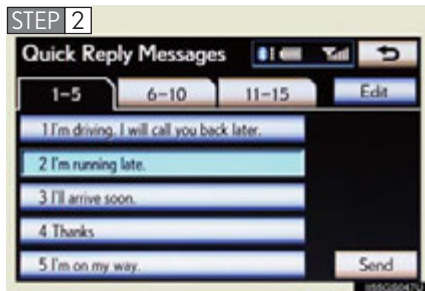 STEP 2
Quick Reply Messages
1-5 6-10 11-15 Edit
1 I'm driving. I will call you back later.
2 I'm running late.
3 I'll arrive soon.
4 Thanks
5 I'm on my way.
Send